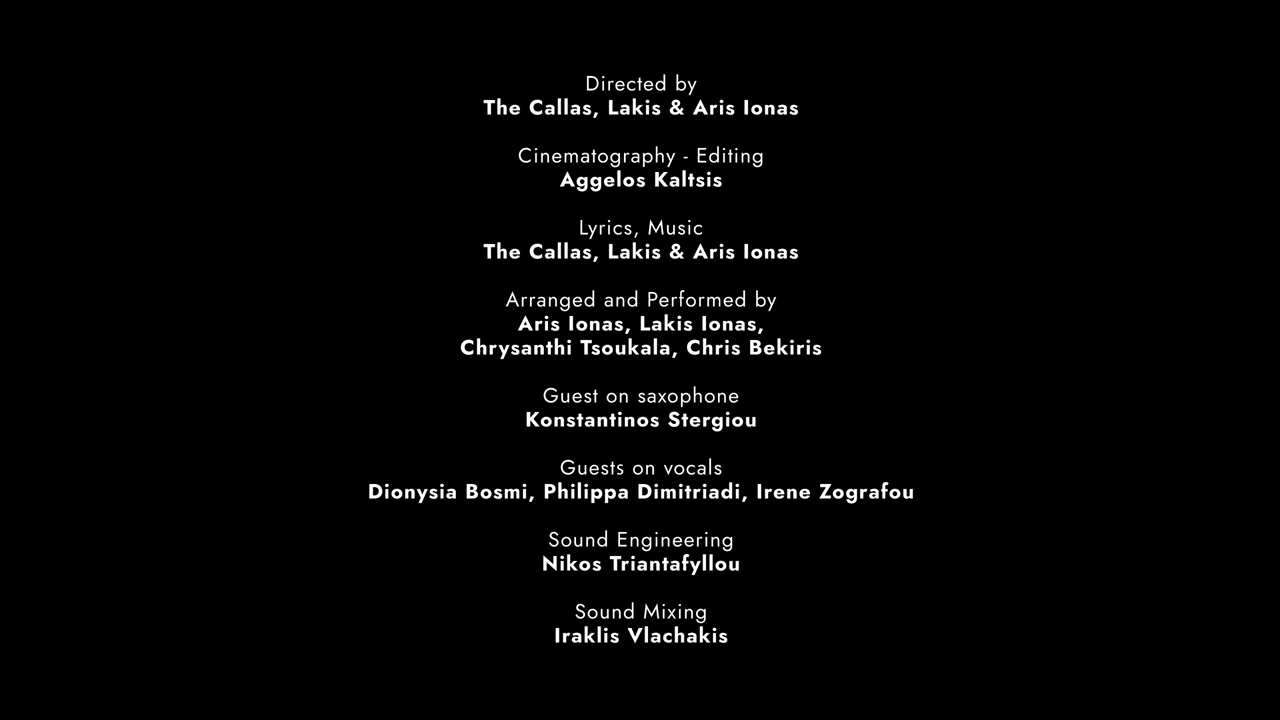 Directed by
The Callas, Lakis & Aris Ionas
Cinematography - Editing
Aggelos Kaltsis
Lyrics, Music
The Callas, Lakis & Aris Ionas
Arranged and Performed by
Aris Ionas, Lakis Ionas,
Chrysanthi Tsoukala, Chris Bekiris
Guest on saxophone
Konstantinos Stergiou
Guests on vocals
Dionysia Bosmi, Philippa Dimitriadi, Irene Zografou
Sound Engineering
Nikos Triantafyllou
Sound Mixing
Iraklis Vlachakis